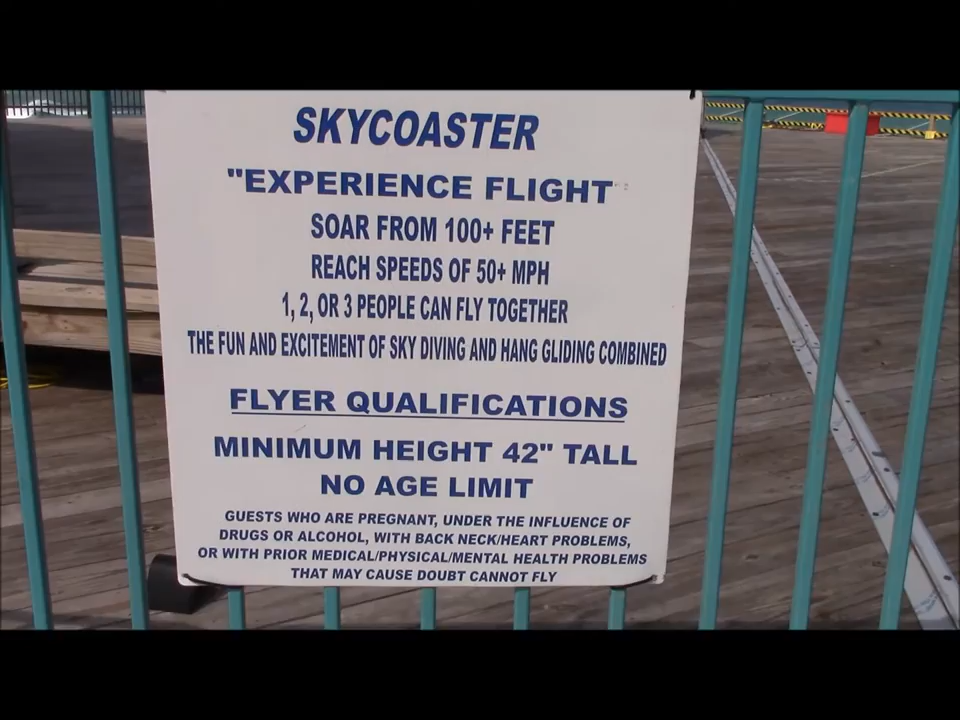 SKYCOASTER
"EXPERIENCE FLIGHT
SOAR FROM 100+ FEET
REACH SPEEDS OF 50+ MPH
1, 2, OR 3 PEOPLE CAN FLY TOGETHER
THE FUN AND EXCITEMENT OF SKY DIVING AND HANG GLIDING COMBINED
FLYER QUALIFICATIONS
MINIMUM HEIGHT 42" TALL
NO AGE LIMIT
GUESTS WHO ARE PREGNANT, UNDER THE INFLUENCE OF
DRUGS OR ALCOHOL, WITH BACK NECK/HEART PROBLEMS,
OR WITH PRIOR MEDICAL/PHYSICAL/MENTAL HEALTH PROBLEMS
THAT MAY CAUSE DOUBT CANNOT FLY